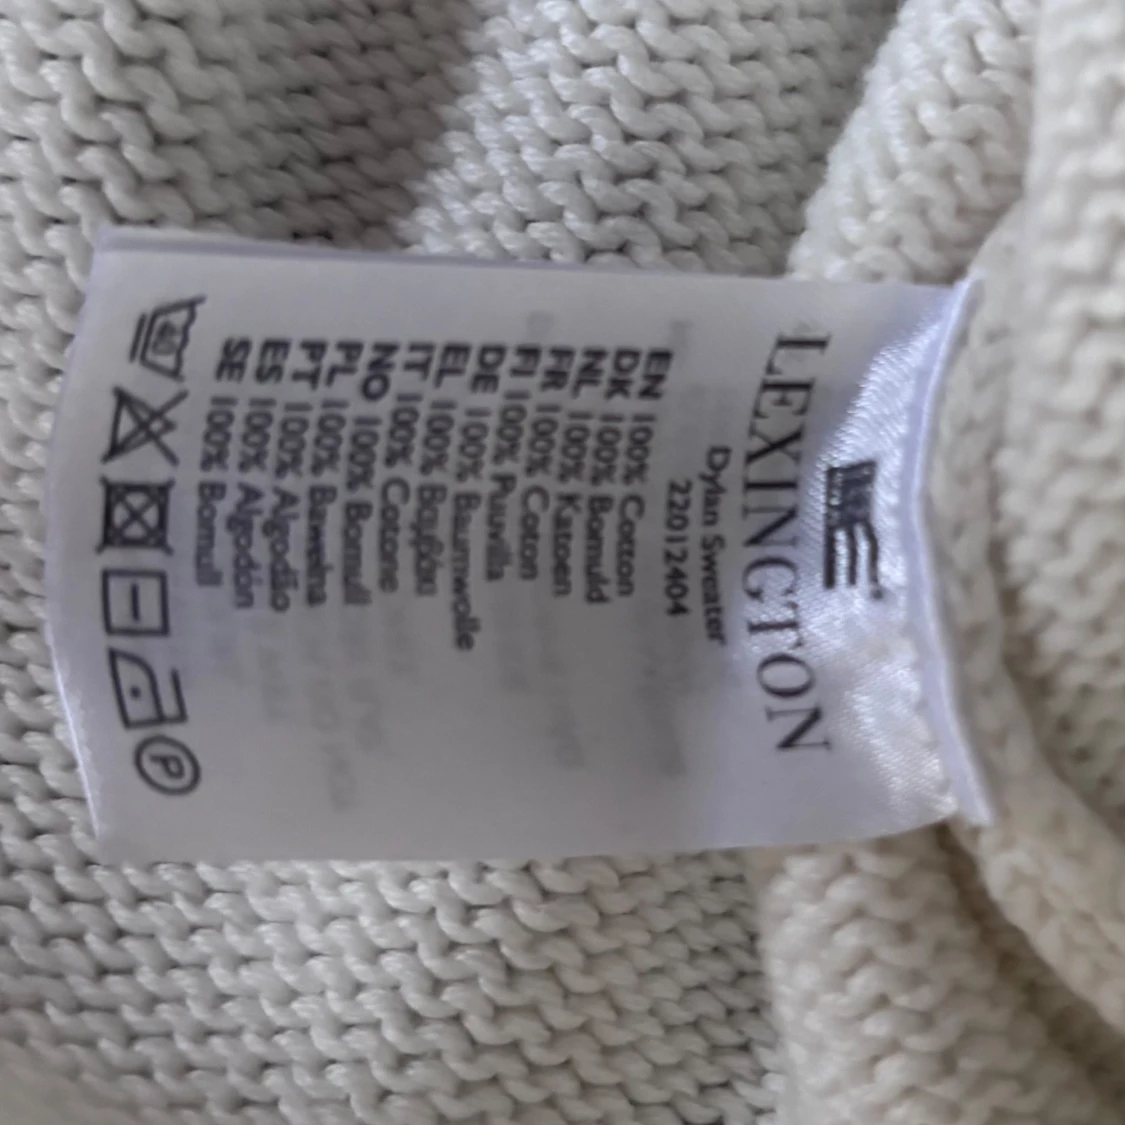 LEXINGTON
Dylan Sweater
22012404
EN 100% Cotton
DK 100% Bomuld
NL 100% Katoen
FR 100% Coton
FI 100% Puuvilla
DE 100% Baumwolle
EL 100% Βαμβάκι
IT 100% Cotone
NO 100% Bomull
PL 100% Bawełna
PT 100% Algodão
ES 100% Algodón
SE 100% Bomull
40
P